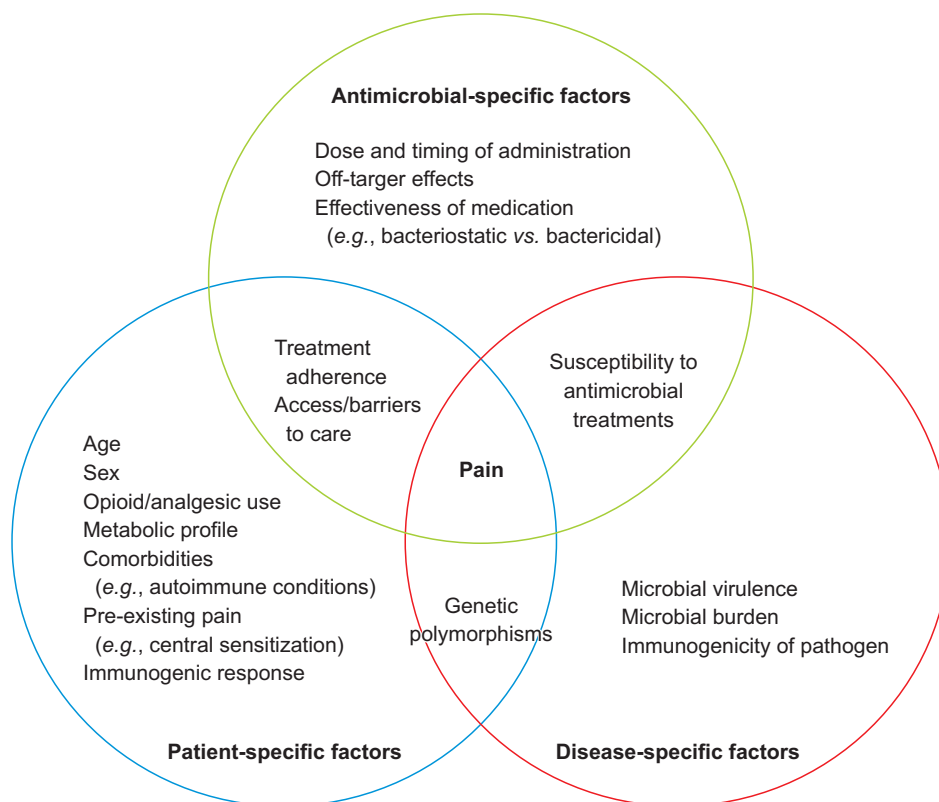 Antimicrobial-specific factors
Dose and timing of administration
Off-targer effects
Effectiveness of medication
(e.g., bacteriostatic vs. bactericidal)
Treatment
adherence
Access/barriers
to care
Susceptibility to
antimicrobial
treatments
Pain
Age
Sex
Opioid/analgesic use
Metabolic profile
Comorbidities
(e.g., autoimmune conditions)
Pre-existing pain
(e.g., central sensitization)
Immunogenic response
Genetic
polymorphisms
Microbial virulence
Microbial burden
Immunogenicity of pathogen
Patient-specific factors
Disease-specific factors